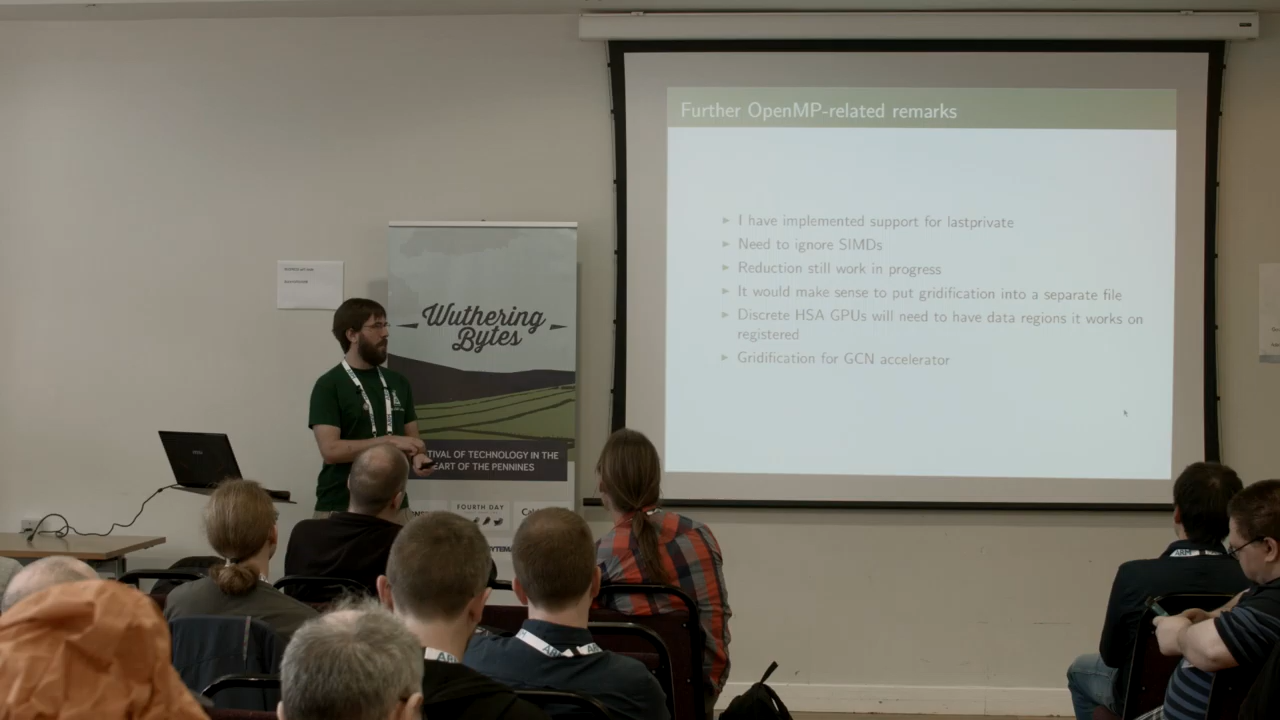 Further OpenMP-related remarks
I have implemented support for lastprivate
Need to ignore SIMDs
Reduction still work in progress
It would make sense to put gridification into a separate file
Discrete HSA GPUs will need to have data regions it works on
registered
Gridification for GCN accelerator
Wuthering
Bytes
TIVAL OF TECHNOLOGY IN THE
EART OF THE PENNINES
FOURTH DAY
ARM
ARM
ARM